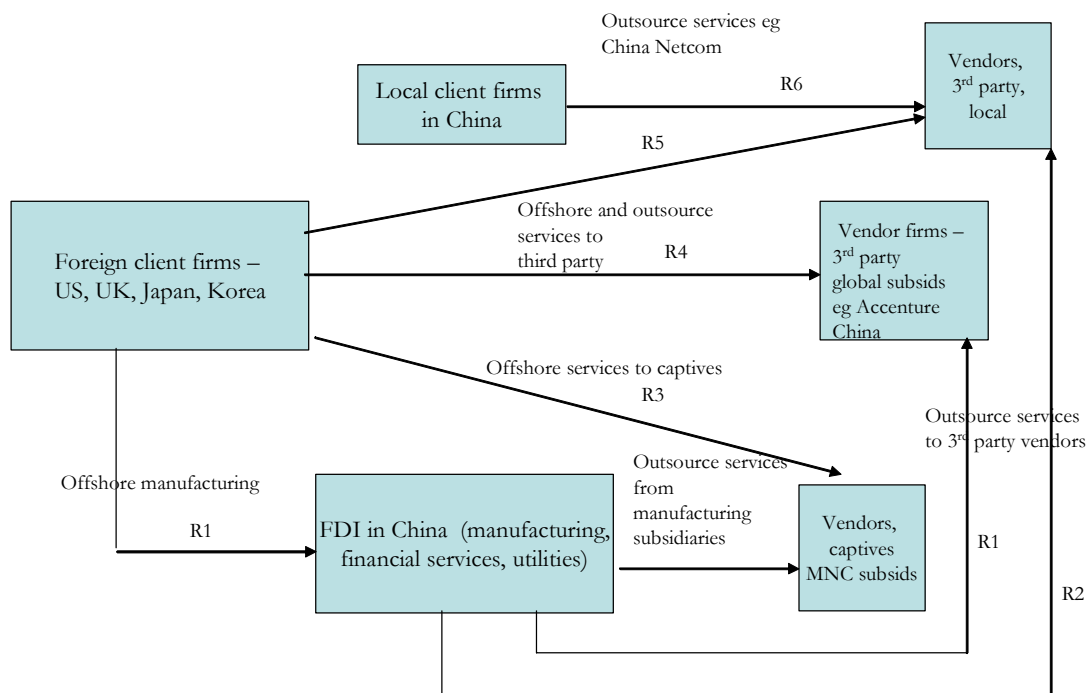 Outsource services eg
China Netcom
Local client firms
in China
R6
Vendors,
3rd party,
local
R5
Foreign client firms –
US, UK, Japan, Korea
Offshore and outsource
services to
third party
R4
Vendor firms –
3rd party
global subsids
eg Accenture
China
Offshore services to captives
R3
Outsource services
to 3rd party vendors
Offshore manufacturing
R1
FDI in China (manufacturing,
financial services, utilities)
Outsource services
from
manufacturing
subsidiaries
Vendors,
captives
MNC subsids
R1
R2